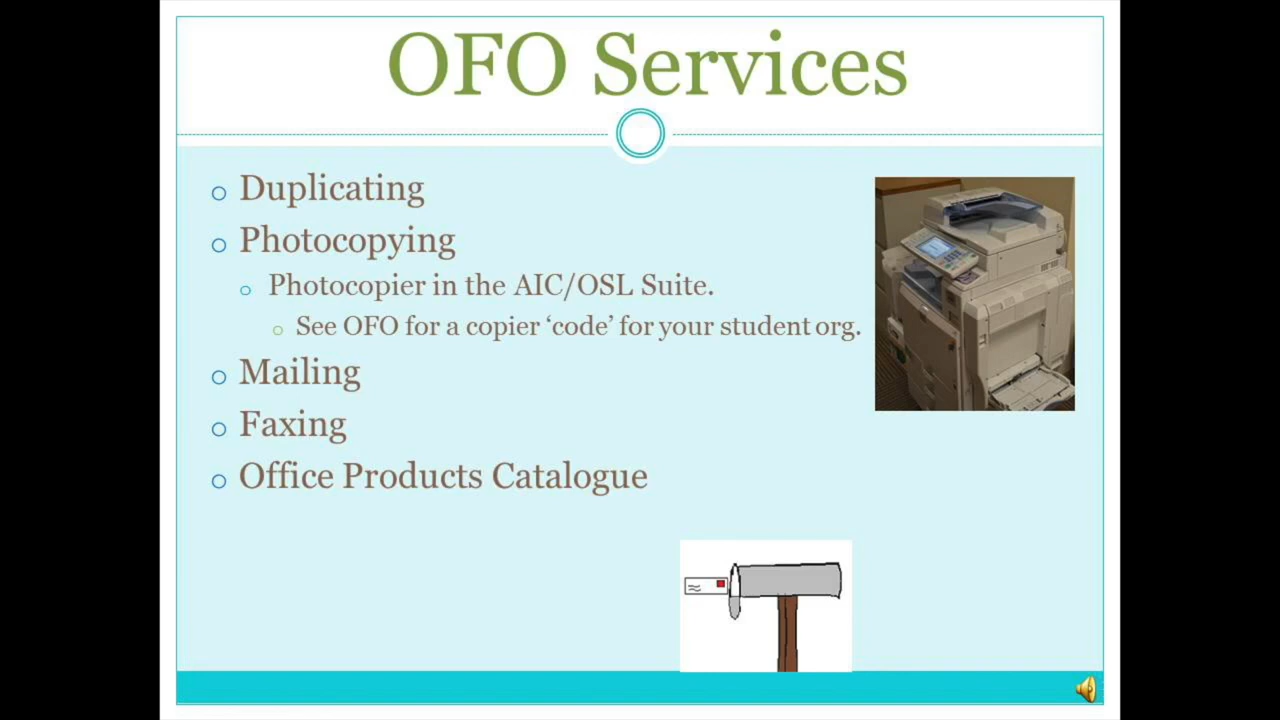 OFO Services
Duplicating
Photocopying
Photocopier in the AIC/OSL Suite.
See OFO for a copier ‘code’ for your student org.
Mailing
Faxing
Office Products Catalogue